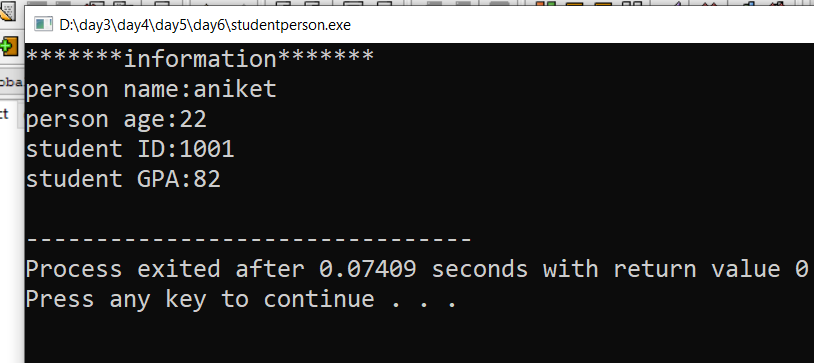 D:\day3\day4\day5\day6\studentperson.exe
*******information*******
person name:aniket
person age:22
student ID:1001
student GPA:82
--------------------------------
Process exited after 0.07409 seconds with return value 0
Press any key to continue . . .